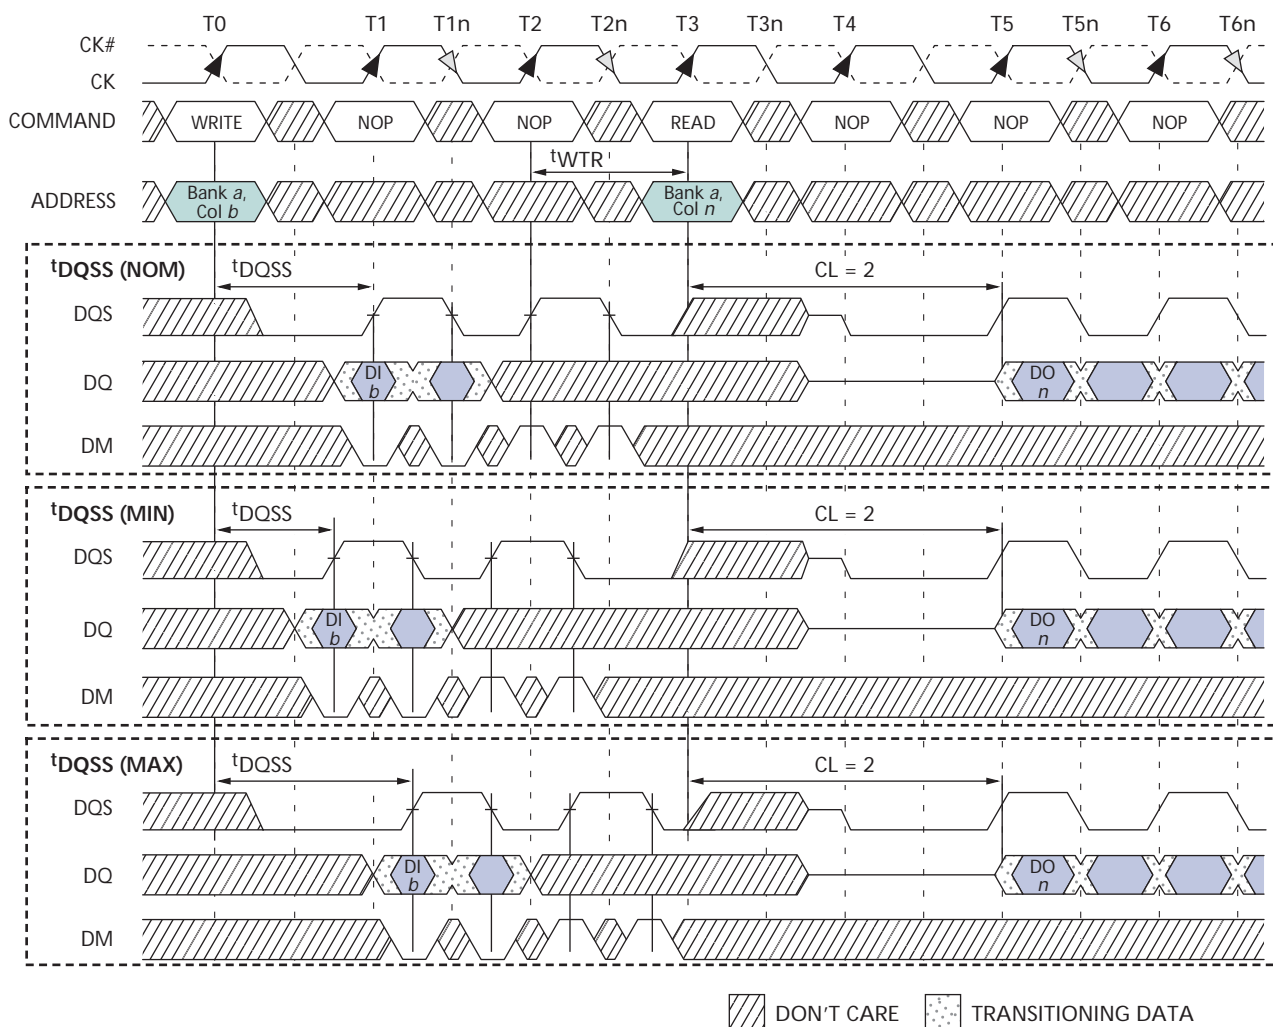 T0 T1 T1n T2 T2n T3 T3n T4 T5 T5n T6 T6n
CK#
CK
COMMAND WRITE NOP NOP READ NOP NOP NOP
tWTR
ADDRESS Bank a, Col b Bank a, Col n
tDQSS (NOM) tDQSS CL = 2
DQS
DQ DI b DO n
DM
tDQSS (MIN) tDQSS CL = 2
DQS
DQ DI b DO n
DM
tDQSS (MAX) tDQSS CL = 2
DQS
DQ DI b DO n
DM
DON'T CARE TRANSITIONING DATA